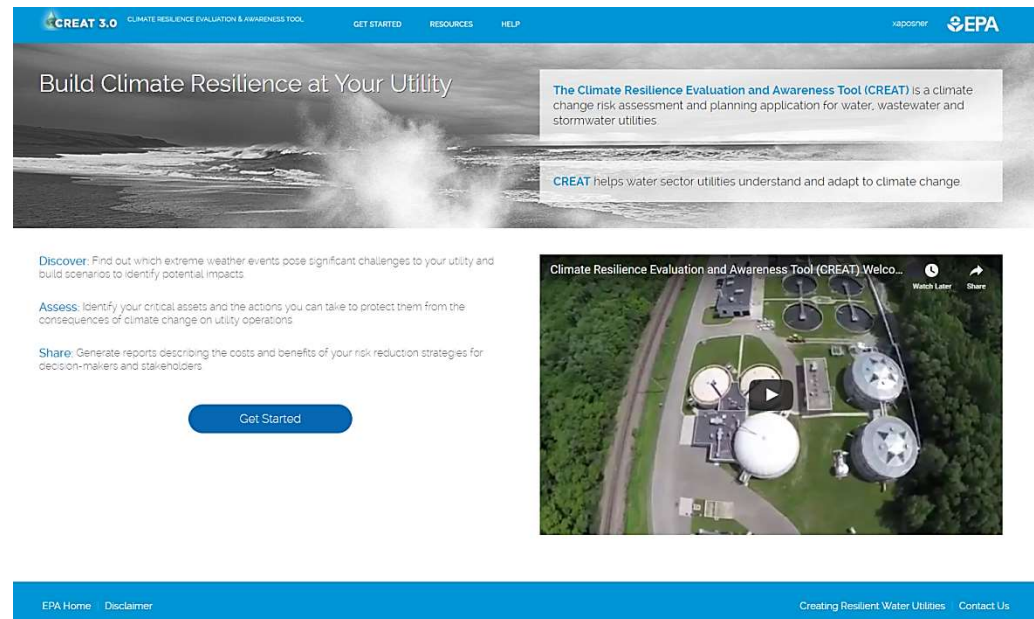 CREAT 3.0 CLIMATE RESILIENCE EVALUATION & AWARENESS TOOL GET STARTED RESOURCES HELP xaposner EPA
Build Climate Resilience at Your Utility
The Climate Resilience Evaluation and Awareness Tool (CREAT) is a climate
change risk assessment and planning application for water, wastewater and
stormwater utilities.
CREAT helps water sector utilities understand and adapt to climate change.
Discover: Find out which extreme weather events pose significant challenges to your utility and
build scenarios to identify potential impacts.
Assess: Identify your critical assets and the actions you can take to protect them from the
consequences of climate change on utility operations
Share: Generate reports describing the costs and benefits of your risk reduction strategies for
decision-makers and stakeholders
Get Started
Climate Resilience Evaluation and Awareness Tool (CREAT) Welco...
Watch Later Share
EPA Home | Disclaimer
Creating Resilient Water Utilities | Contact Us